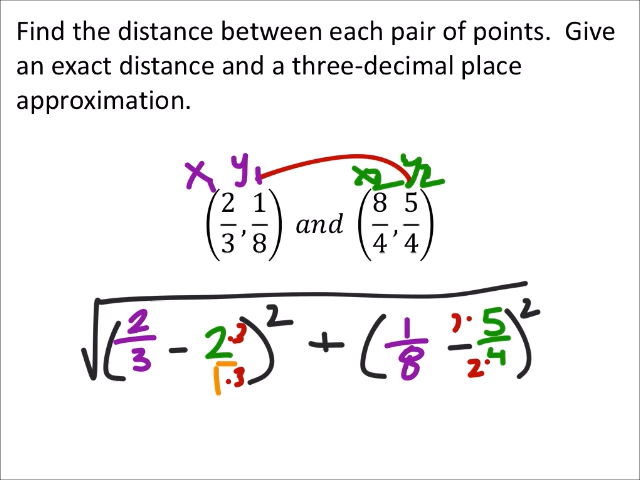 Find the distance between each pair of points.  Give
an exact distance and a three-decimal place
approximation.
x₁ y₁ x2 y2
(2/3, 1/8) and (8/4, 5/4)
√((2/3 − 2·3/1·3)² + (1/8 − 5/4)²)
2·